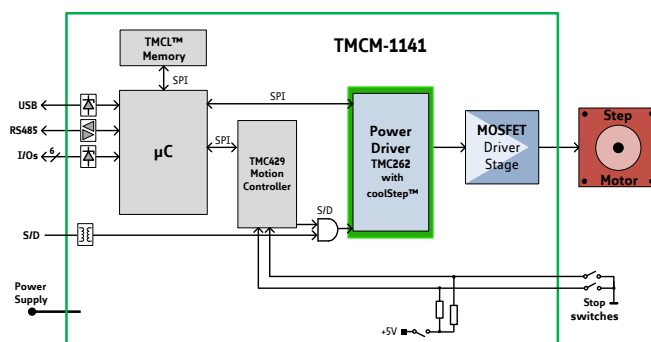 TMCM-1141
TMCL™
Memory
SPI
USB
RS485
I/Os
6
µC
SPI
SPI
TMC429
Motion
Controller
Power
Driver
TMC262
with
coolStep™
MOSFET
Driver
Stage
Step
Motor
S/D
S/D
Power
Supply
+5V
Stop
switches